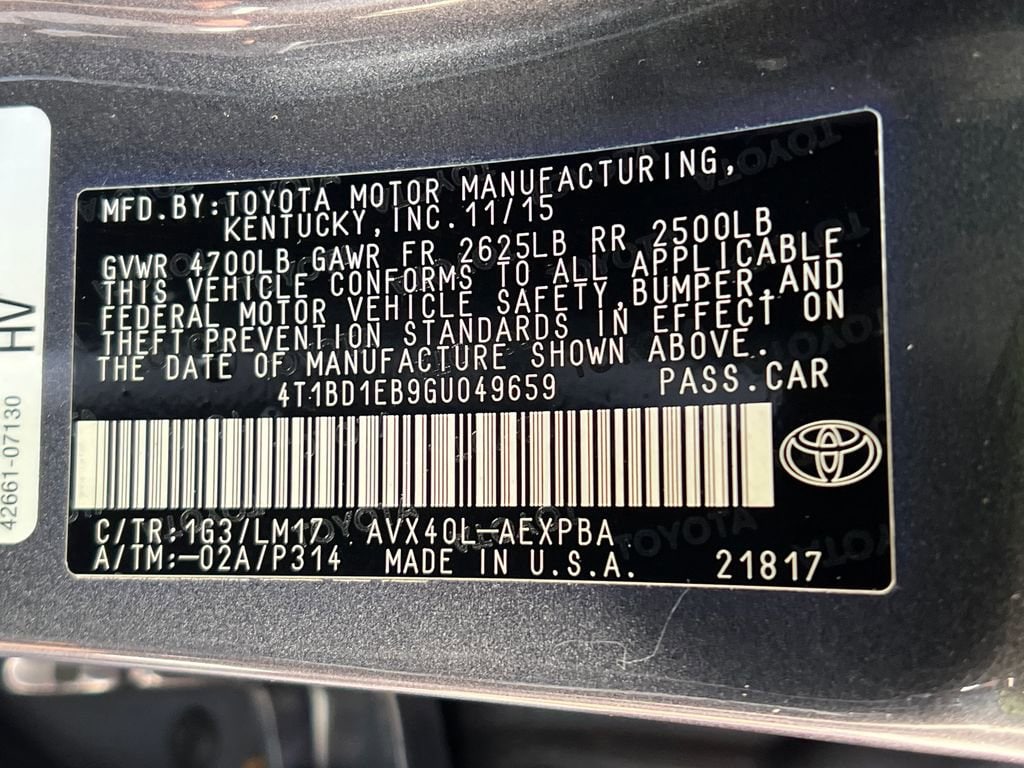 MFD.BY:TOYOTA MOTOR MANUFACTURING,
KENTUCKY, INC. 11/15
GVWR 4700LB GAWR FR 2625LB RR 2500LB
THIS VEHICLE CONFORMS TO ALL APPLICABLE
FEDERAL MOTOR VEHICLE SAFETY,BUMPER,AND
THEFT PREVENTION STANDARDS IN EFFECT ON
THE DATE OF MANUFACTURE SHOWN ABOVE.
4T1BD1EB9GU049659 PASS.CAR
C/TR:1G3/LM17 AVX40L-AEXPBA
A/TM:-02A/P314 MADE IN U.S.A. 21817
HV
42661-07130